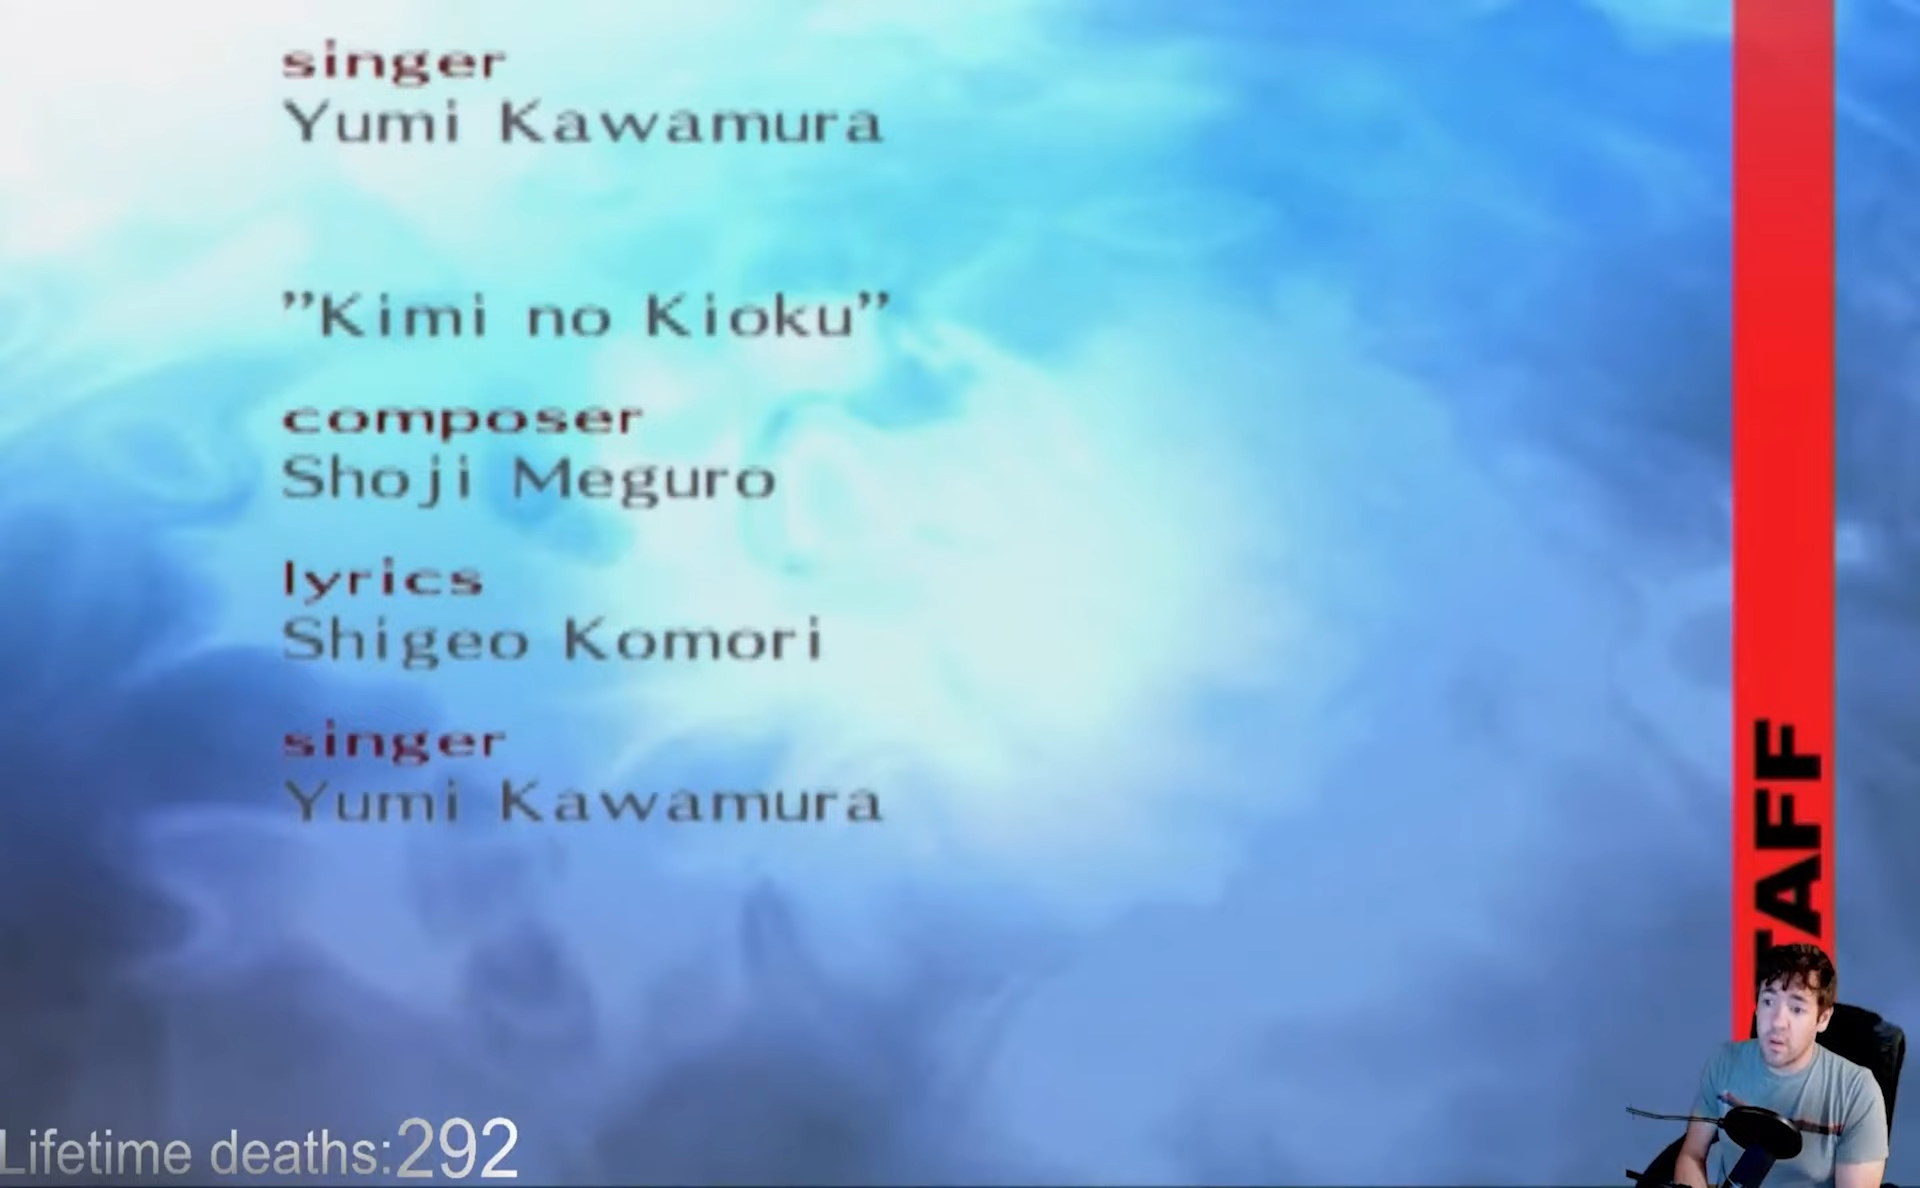 singer
Yumi Kawamura
”Kimi no Kioku”
composer
Shoji Meguro
lyrics
Shigeo Komori
singer
Yumi Kawamura
TAFF
Lifetime deaths:292